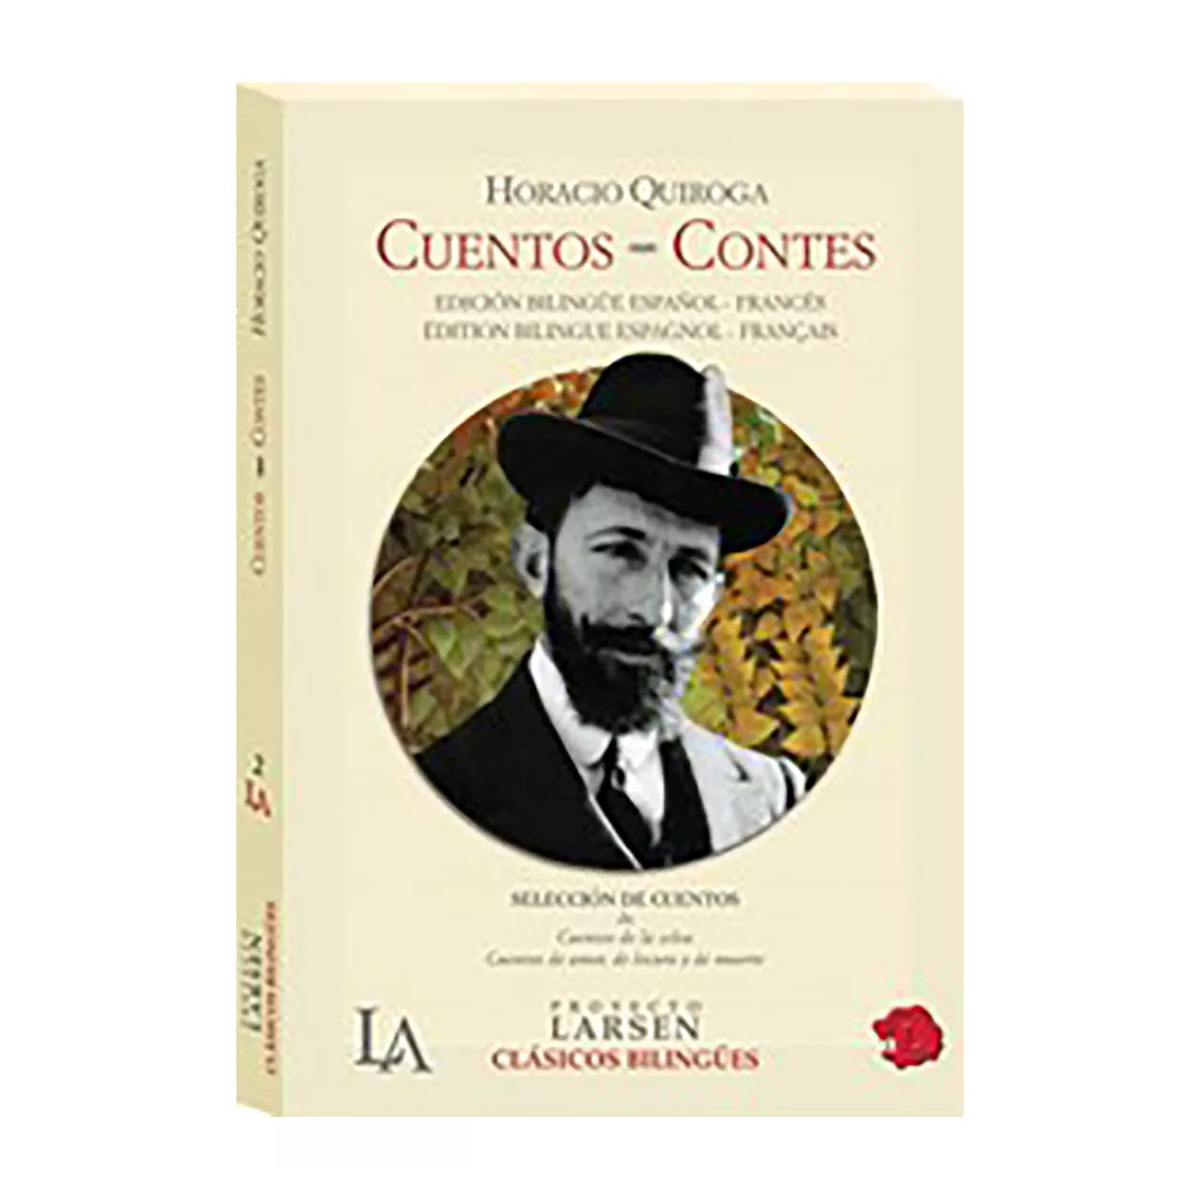 HORACIO QUIROGA
CUENTOS - CONTES
EDICIÓN BILINGÜE ESPAÑOL - FRANCÉS
ÉDITION BILINGUE ESPAGNOL - FRANÇAIS
SELECCIÓN DE CUENTOS
de
Cuentos de la selva
Cuentos de amor, de locura y de muerte
PROYECTO
LARSEN
CLÁSICOS BILINGÜES
LA
HORACIO QUIROGA
CUENTOS - CONTES
2
LA
LARSEN
CLÁSICOS BILINGÜES